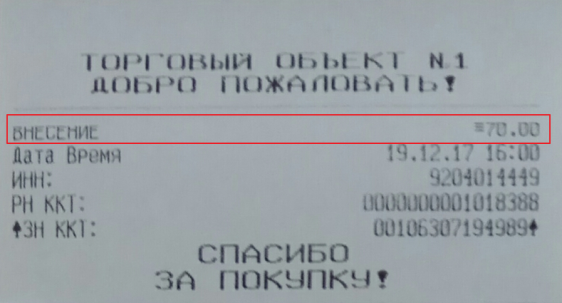 ТОРГОВЫЙ ОБЪЕКТ №1
ДОБРО ПОЖАЛОВАТЬ!
ВНЕСЕНИЕ ≡70.00
Дата Время 19.12.17 16:00
ИНН: 9204014449
РН ККТ: 0000000001018388
♠ЗН ККТ: 00106307194989♠
СПАСИБО
ЗА ПОКУПКУ!